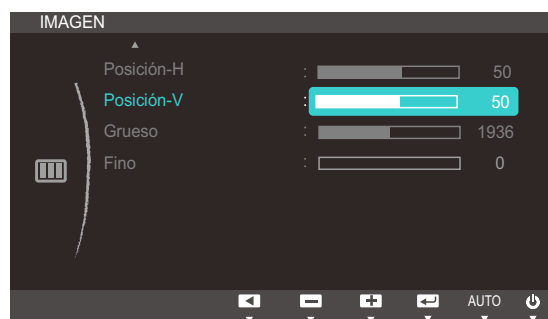 IMAGEN
Posición-H : 50
Posición-V : 50
Grueso : 1936
Fino : 0
AUTO